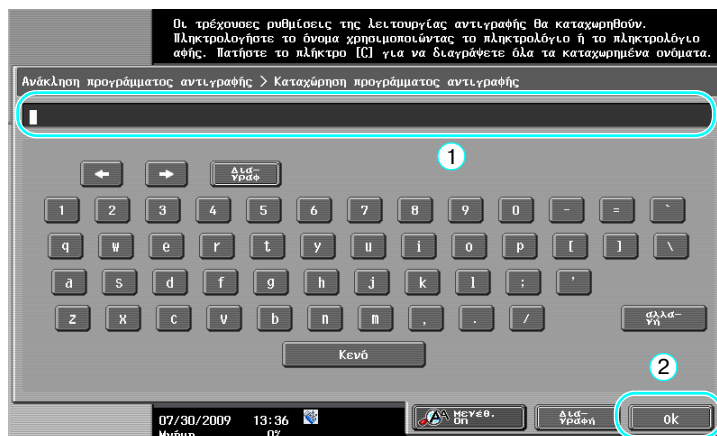 Οι τρέχουσες ρυθμίσεις της λειτουργίας αντιγραφής θα καταχωρηθούν.
Πληκτρολογήστε το όνομα χρησιμοποιώντας το πληκτρολόγιο ή το πληκτρολόγιο
αφής. Πατήστε το πλήκτρο [C] για να διαγράψετε όλα τα καταχωρημένα ονόματα.
Ανάκληση προγράμματος αντιγραφής > Καταχώρηση προγράμματος αντιγραφής
1
← → Δια-
γραφ
1 2 3 4 5 6 7 8 9 0 - = `
q w e r t y u i o p [ ] \
a s d f g h j k l ; '
z x c v b n m , . / αλλα-
γή
Κενό
2
07/30/2009 13:36 Μεγέθ.
On Δια-
γραφή ok
Μνήμη 0%